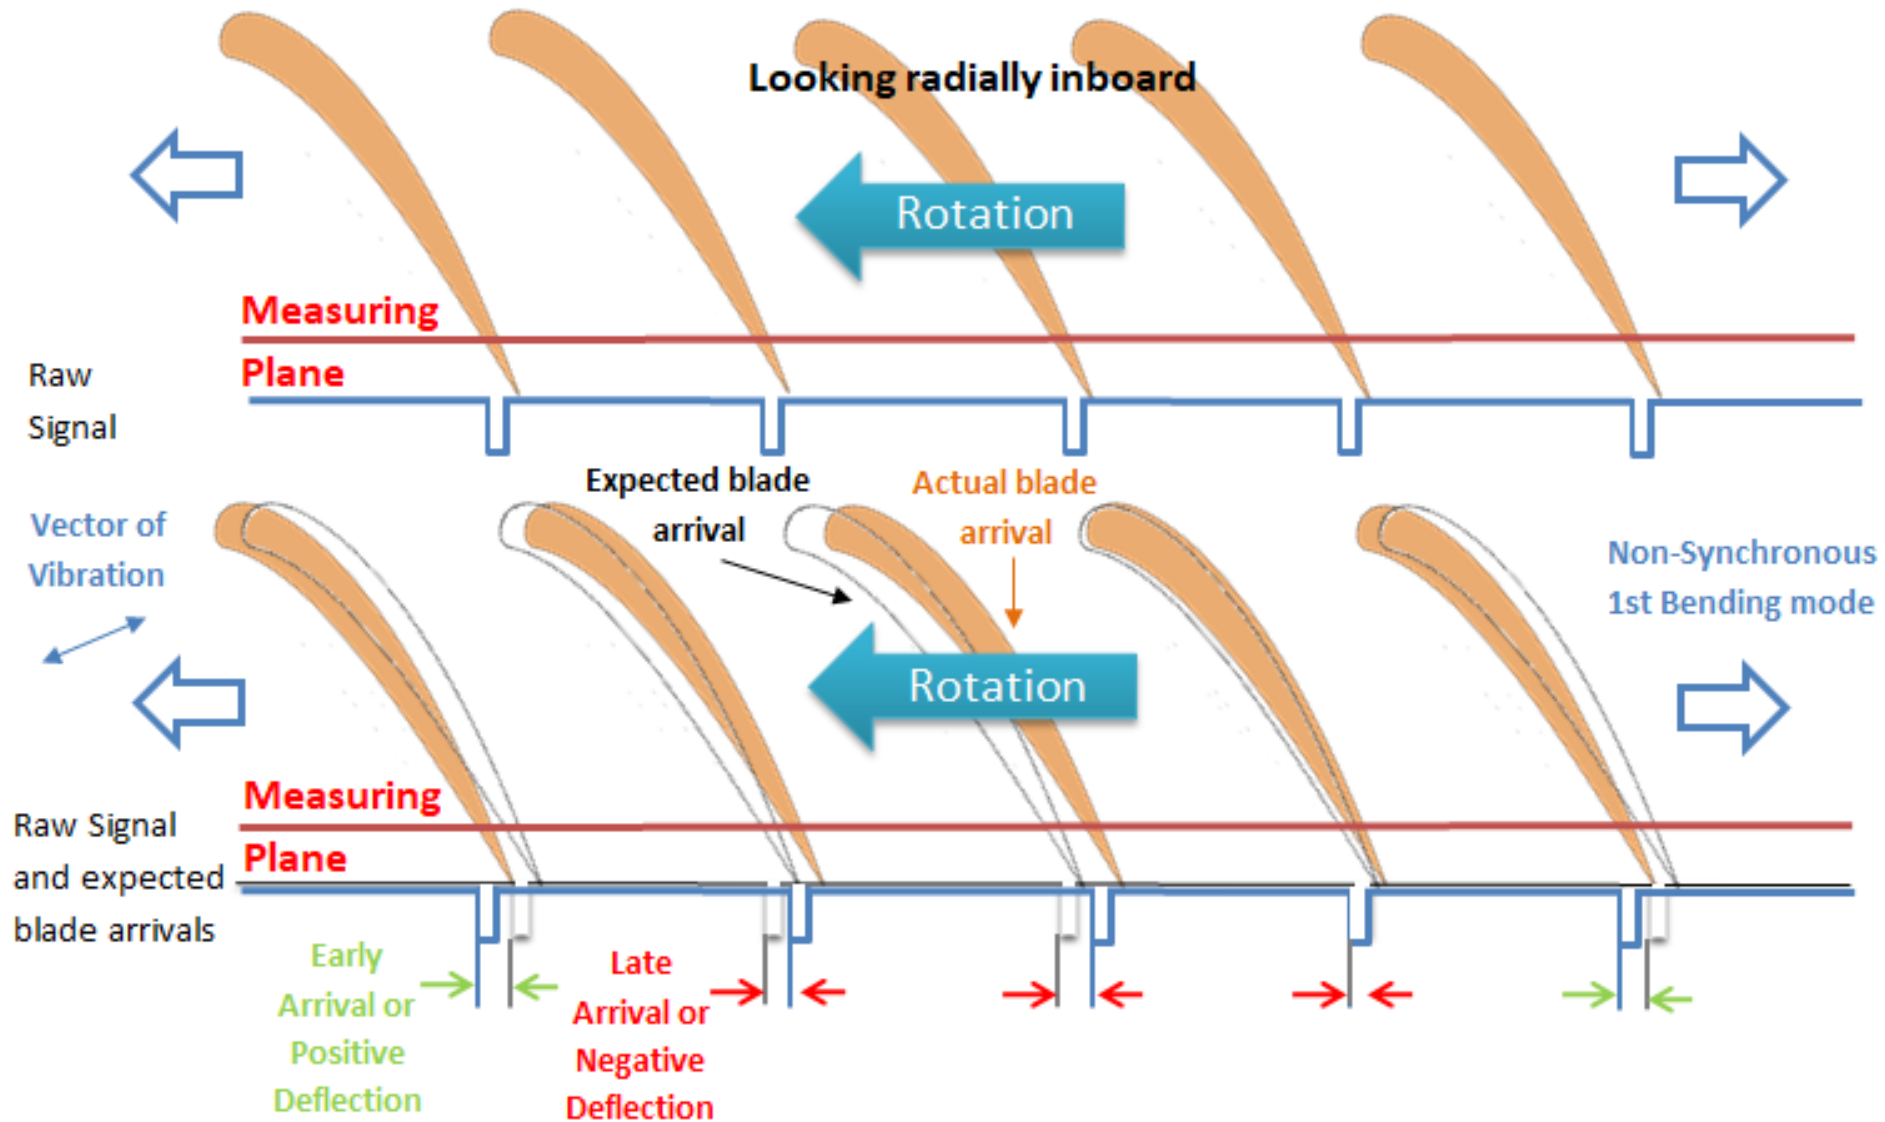 Looking radially inboard
Rotation
Measuring
Plane
Raw
Signal
Expected blade
arrival
Actual blade
arrival
Vector of
Vibration
Non-Synchronous
1st Bending mode
Rotation
Measuring
Plane
Raw Signal
and expected
blade arrivals
Early
Arrival or
Positive
Deflection
Late
Arrival or
Negative
Deflection